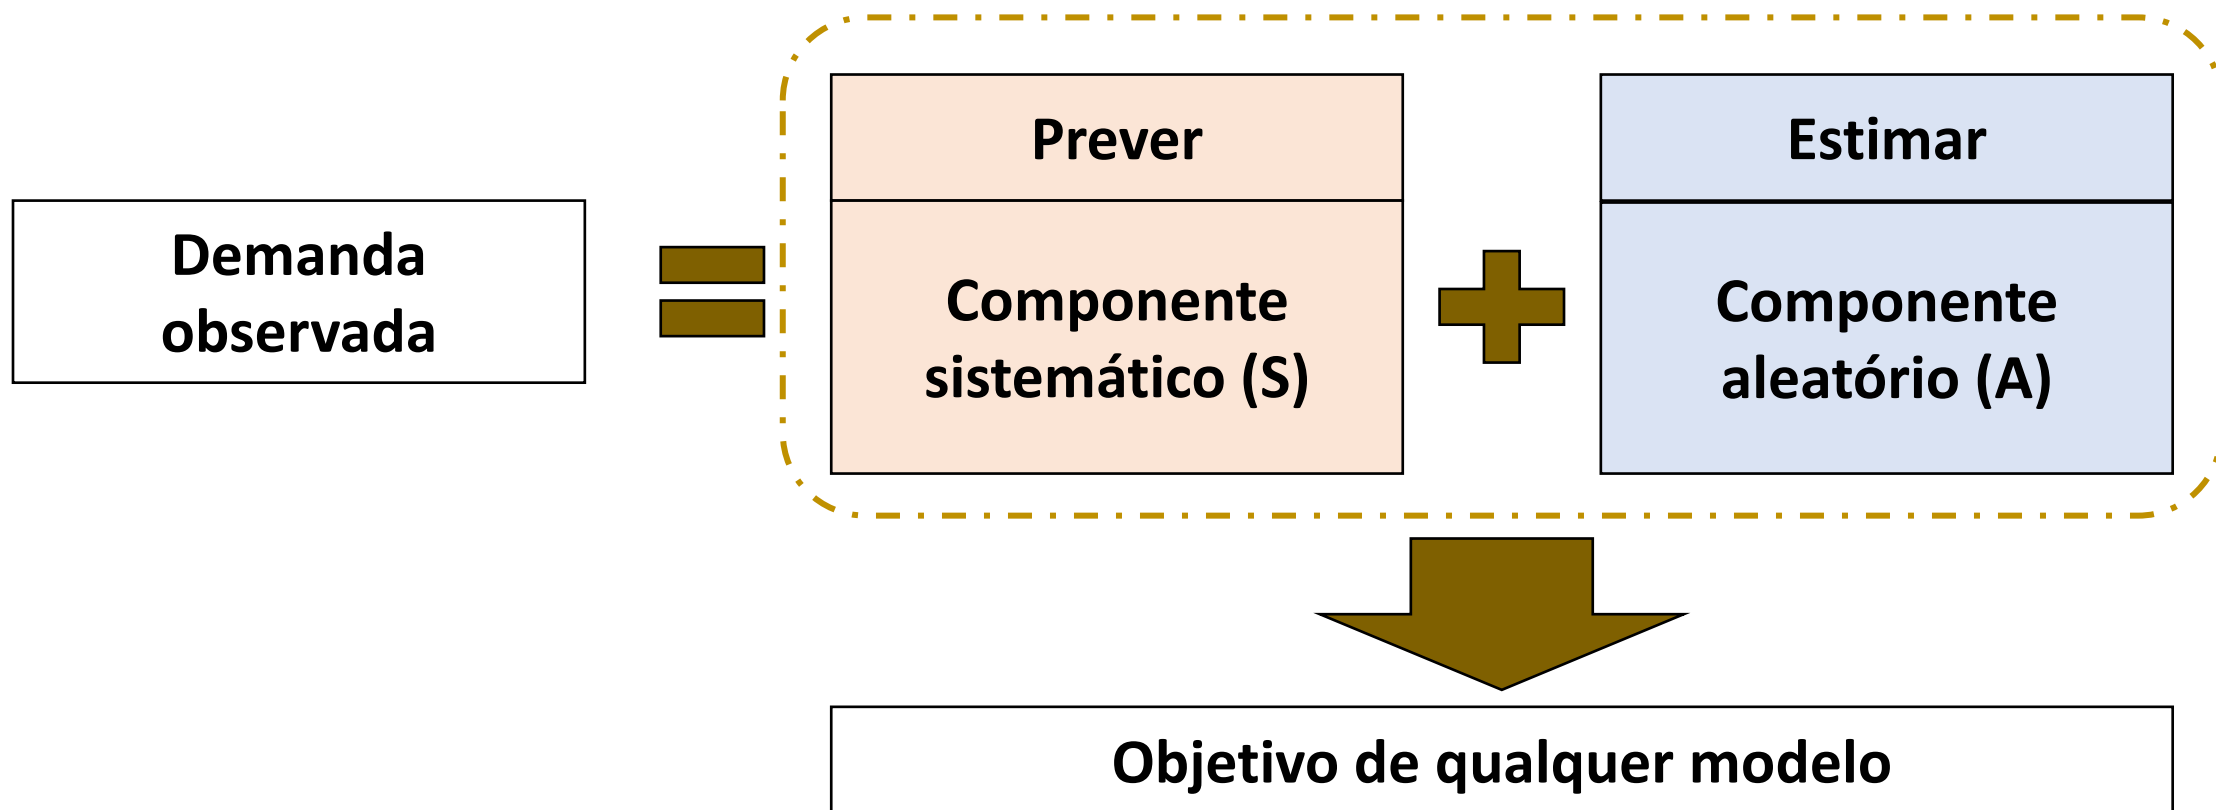 Prever
Estimar
Demanda
observada
Componente
sistemático (S)
Componente
aleatório (A)
Objetivo de qualquer modelo